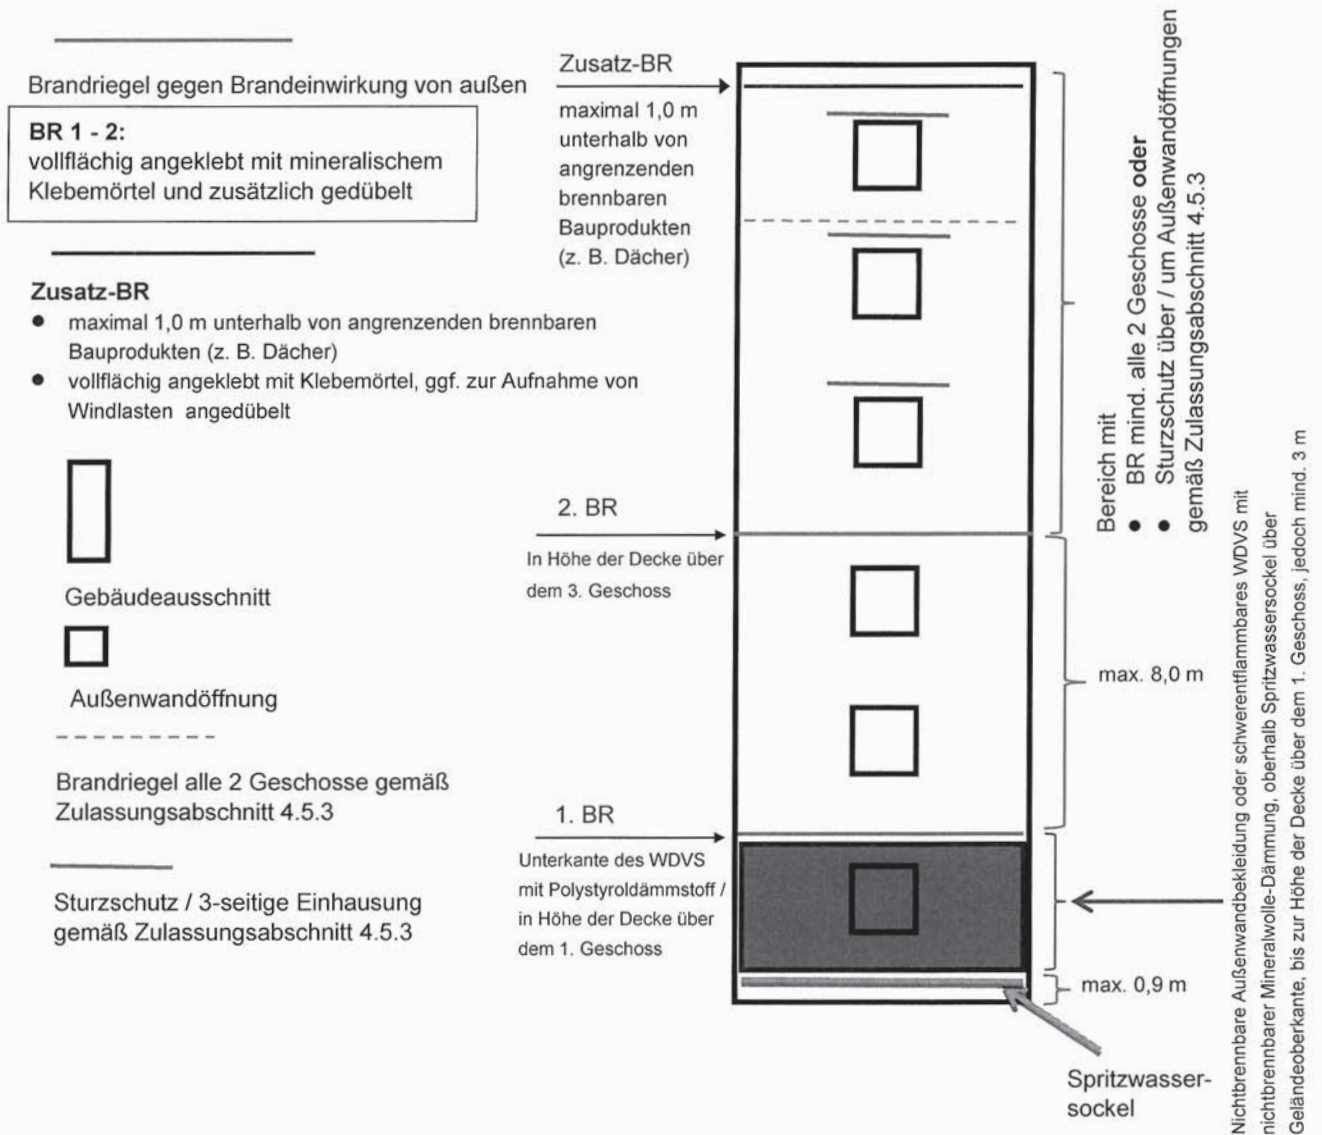 Brandriegel gegen Brandeinwirkung von außen
BR 1 - 2:
vollflächig angeklebt mit mineralischem
Klebemörtel und zusätzlich gedübelt
Zusatz-BR
● maximal 1,0 m unterhalb von angrenzenden brennbaren
Bauprodukten (z. B. Dächer)
● vollflächig angeklebt mit Klebemörtel, ggf. zur Aufnahme von
Windlasten angedübelt
Gebäudeausschnitt
Außenwandöffnung
Brandriegel alle 2 Geschosse gemäß
Zulassungsabschnitt 4.5.3
Sturzschutz / 3-seitige Einhausung
gemäß Zulassungsabschnitt 4.5.3
Zusatz-BR
maximal 1,0 m
unterhalb von
angrenzenden
brennbaren
Bauprodukten
(z. B. Dächer)
2. BR
In Höhe der Decke über
dem 3. Geschoss
1. BR
Unterkante des WDVS
mit Polystyroldämmstoff /
in Höhe der Decke über
dem 1. Geschoss
Bereich mit
● BR mind. alle 2 Geschosse oder
● Sturzschutz über / um Außenwandöffnungen
gemäß Zulassungsabschnitt 4.5.3
max. 8,0 m
max. 0,9 m
Spritzwasser-
sockel
Nichtbrennbare Außenwandbekleidung oder schwerentflammbares WDVS mit
nichtbrennbarer Mineralwolle-Dämmung, oberhalb Spritzwassersockel über
Geländeoberkante, bis zur Höhe der Decke über dem 1. Geschoss, jedoch mind. 3 m